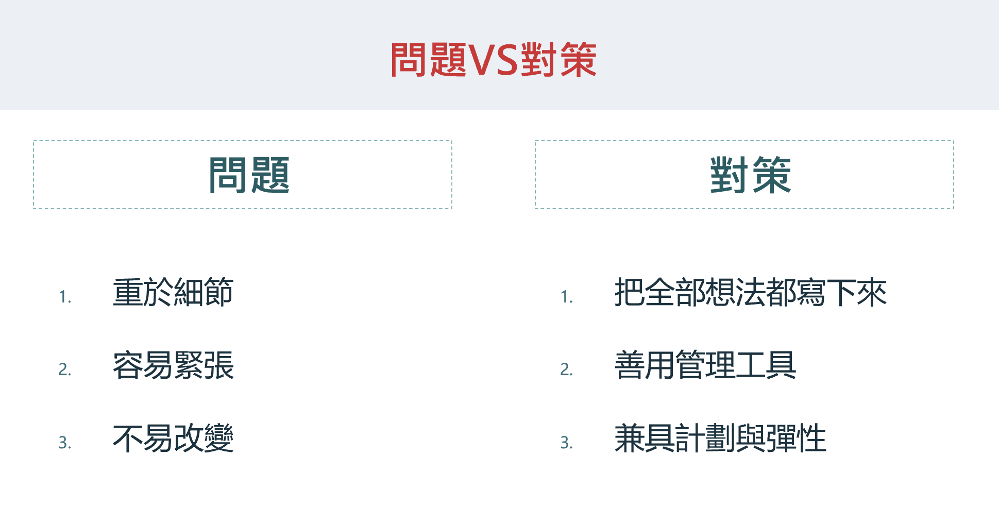 問題VS對策
問題
1. 重於細節
2. 容易緊張
3. 不易改變
對策
1. 把全部想法都寫下來
2. 善用管理工具
3. 兼具計劃與彈性